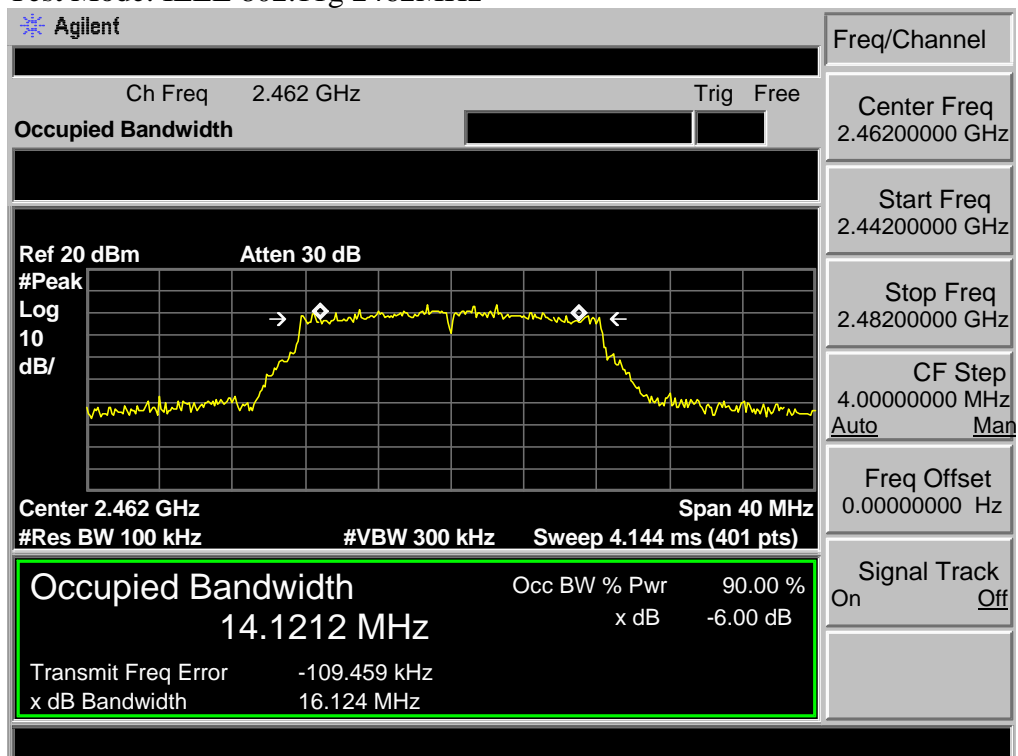 Test Mode: IEEE 802.11g 2462MHz
Agilent
Freq/Channel
Ch Freq 2.462 GHz Trig Free
Occupied Bandwidth
Center Freq
2.46200000 GHz
Start Freq
2.44200000 GHz
Ref 20 dBm Atten 30 dB
#Peak
Log
10
dB/
Stop Freq
2.48200000 GHz
CF Step
4.00000000 MHz
Auto Man
Freq Offset
0.00000000 Hz
Center 2.462 GHz Span 40 MHz
#Res BW 100 kHz #VBW 300 kHz Sweep 4.144 ms (401 pts)
Signal Track
On Off
Occupied Bandwidth Occ BW % Pwr 90.00 %
14.1212 MHz x dB -6.00 dB
Transmit Freq Error -109.459 kHz
x dB Bandwidth 16.124 MHz